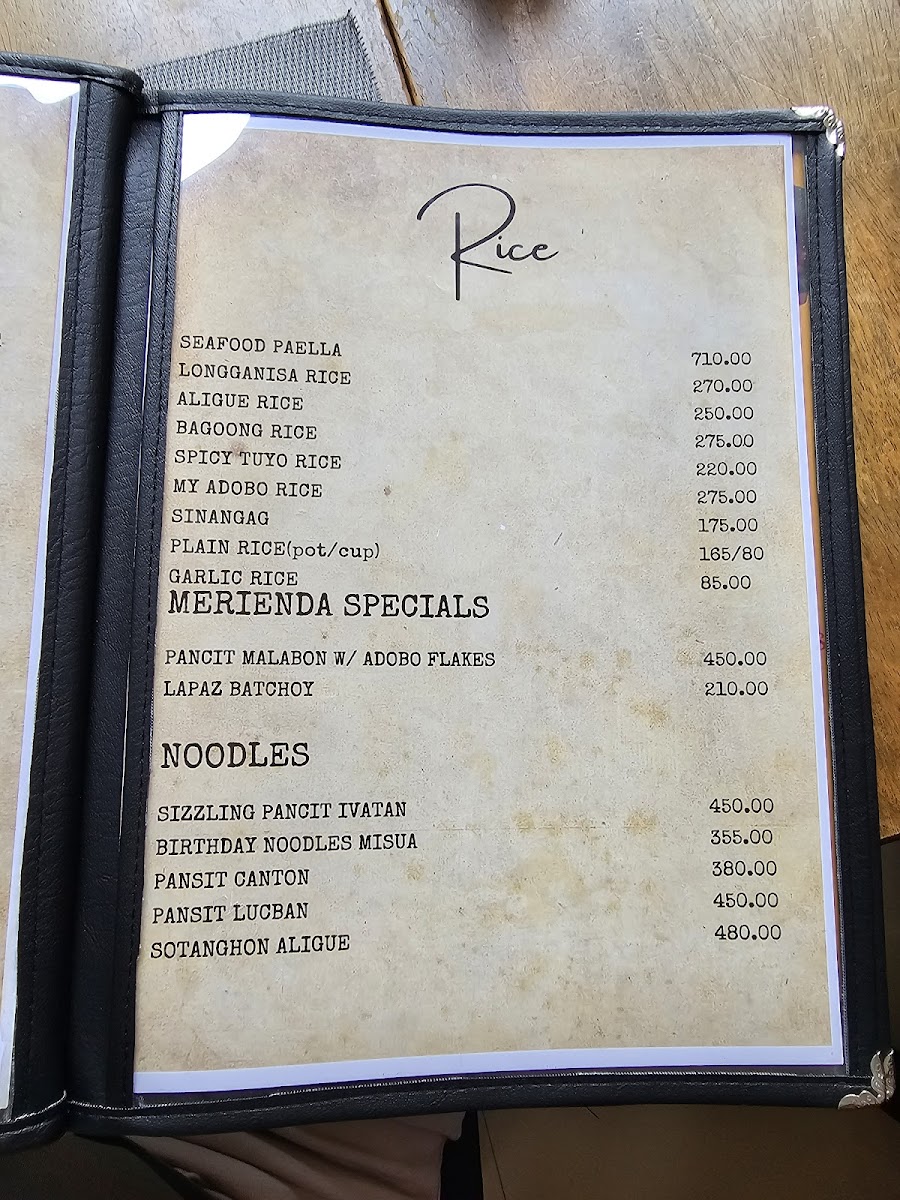 Rice
SEAFOOD PAELLA 710.00
LONGGANISA RICE 270.00
ALIGUE RICE 250.00
BAGOONG RICE 275.00
SPICY TUYO RICE 220.00
MY ADOBO RICE 275.00
SINANGAG 175.00
PLAIN RICE(pot/cup) 165/80
GARLIC RICE 85.00
MERIENDA SPECIALS
PANCIT MALABON W/ ADOBO FLAKES 450.00
LAPAZ BATCHOY 210.00
NOODLES
SIZZLING PANCIT IVATAN 450.00
BIRTHDAY NOODLES MISUA 355.00
PANSIT CANTON 380.00
PANSIT LUCBAN 450.00
SOTANGHON ALIGUE 480.00